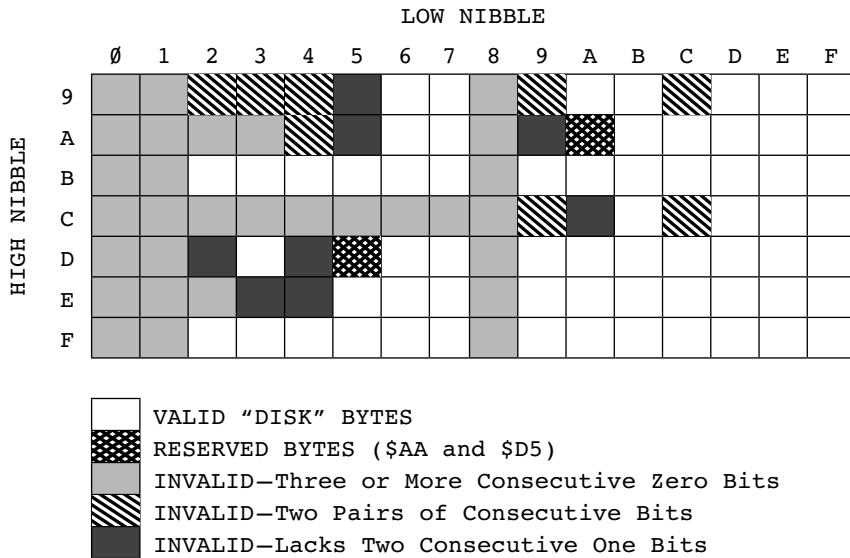 LOW NIBBLE
Ø 1 2 3 4 5 6 7 8 9 A B C D E F
HIGH NIBBLE
9
A
B
C
D
E
F
VALID “DISK” BYTES
RESERVED BYTES ($AA and $D5)
INVALID—Three or More Consecutive Zero Bits
INVALID—Two Pairs of Consecutive Bits
INVALID—Lacks Two Consecutive One Bits